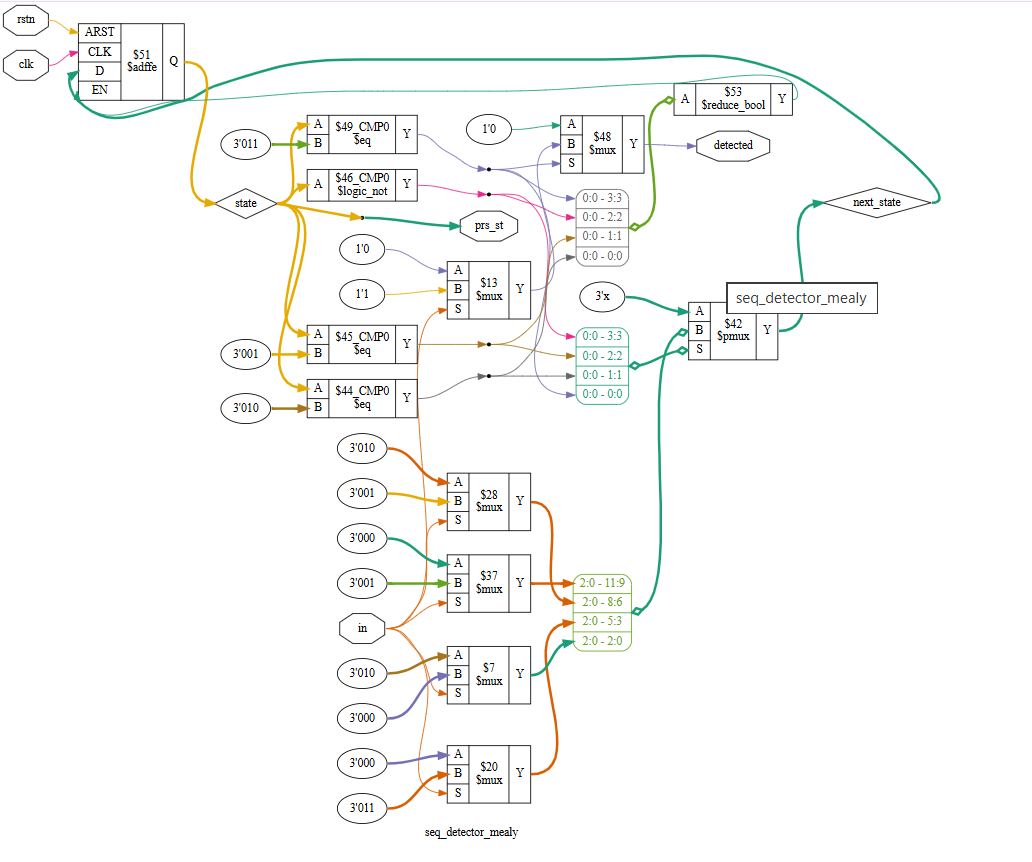 rstn
clk
ARST
CLK
D
EN
$51
$adffe
Q
3'011
A
B
$49_CMP0
$eq
Y
A
$46_CMP0
$logic_not
Y
state
prs_st
1'0
1'1
A
B
S
$13
$mux
Y
1'0
A
B
S
$48
$mux
Y
$53
$reduce_bool
A
Y
detected
0:0 - 3:3
0:0 - 2:2
0:0 - 1:1
0:0 - 0:0
next_state
3'x
seq_detector_mealy
A
B
S
$42
$pmux
Y
0:0 - 3:3
0:0 - 2:2
0:0 - 1:1
0:0 - 0:0
3'001
A
B
$45_CMP0
$eq
Y
3'010
A
B
$44_CMP0
$eq
Y
3'010
3'001
A
B
S
$28
$mux
Y
3'000
3'001
A
B
S
$37
$mux
Y
2:0 - 11:9
2:0 - 8:6
2:0 - 5:3
2:0 - 2:0
in
3'010
3'000
A
B
S
$7
$mux
Y
3'000
3'011
A
B
S
$20
$mux
Y
seq_detector_mealy